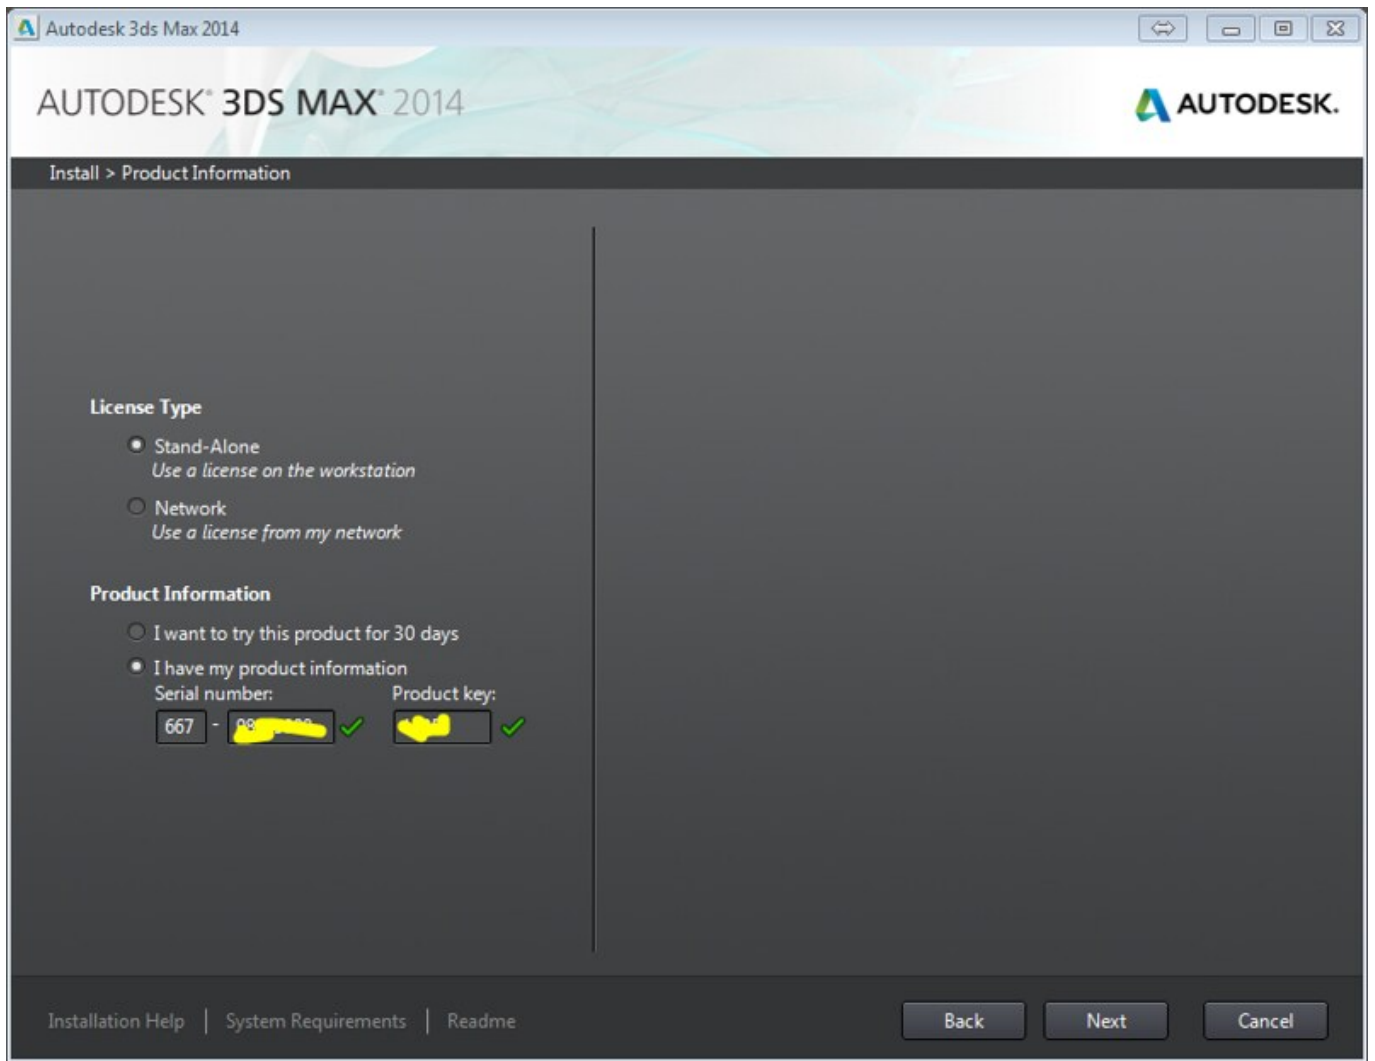 Autodesk 3ds Max 2014
AUTODESK® 3DS MAX® 2014
AUTODESK.
Install > Product Information
License Type
Stand-Alone
Use a license on the workstation
Network
Use a license from my network
Product Information
I want to try this product for 30 days
I have my product information
Serial number: Product key:
667 -
Installation Help | System Requirements | Readme
Back Next Cancel